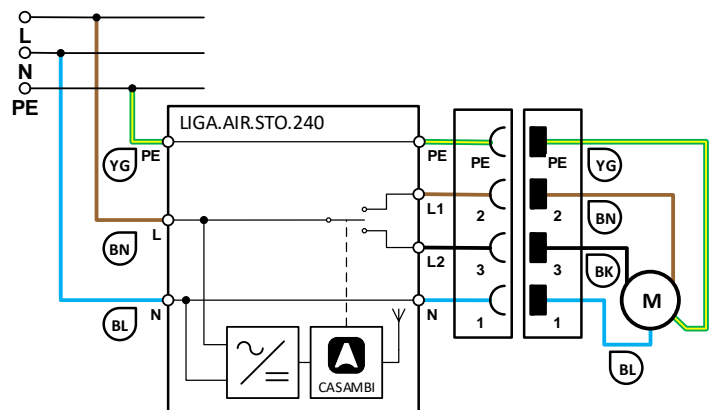 L
N
PE
LIGA.AIR.STO.240
YG
PE
PE
PE
PE
YG
BN
L
L1
2
2
BN
L2
3
3
BK
M
BL
N
N
1
1
BL
CASAMBI